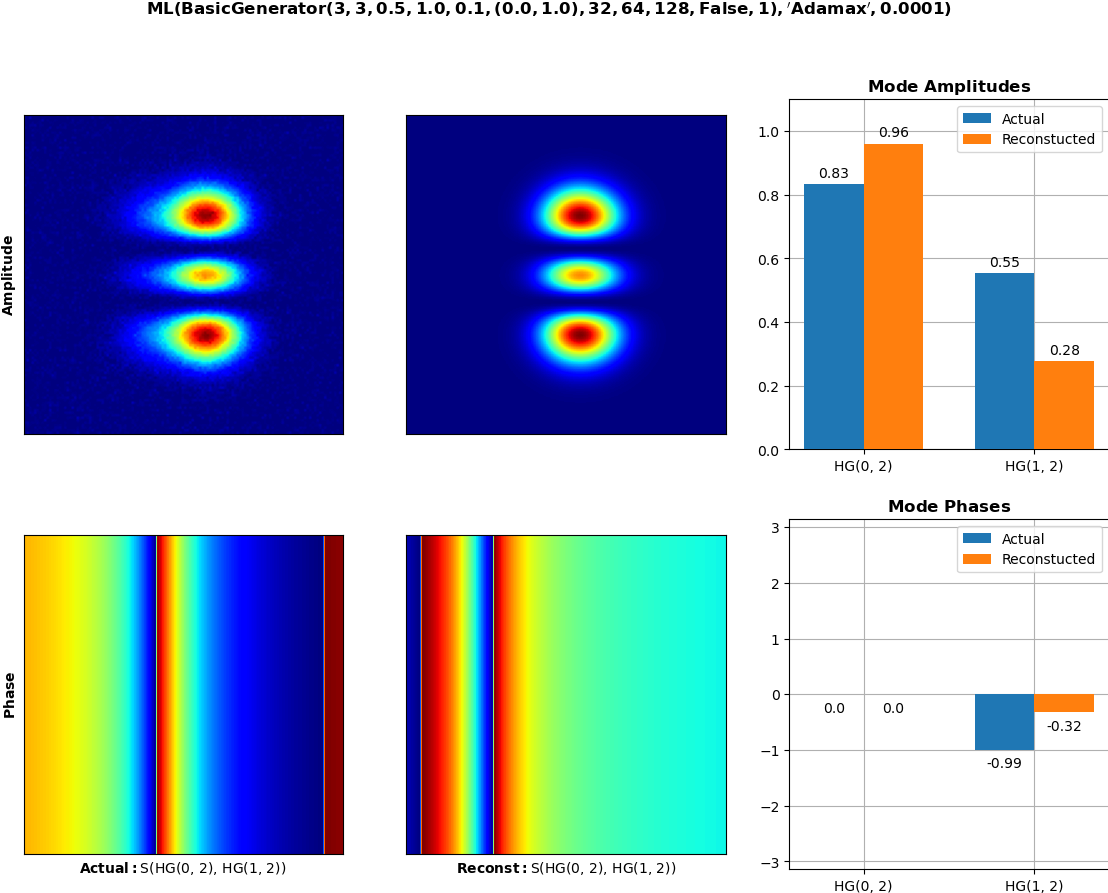 ML(BasicGenerator(3, 3, 0.5, 1.0, 0.1, (0.0, 1.0), 32, 64, 128, False, 1), ′Adamax′, 0.0001)
Amplitude
Mode Amplitudes
Actual
Reconstucted
1.0
0.8
0.6
0.4
0.2
0.0
0.83
0.96
0.55
0.28
HG(0, 2)
HG(1, 2)
Phase
Actual: S(HG(0, 2), HG(1, 2))
Reconst: S(HG(0, 2), HG(1, 2))
Mode Phases
Actual
Reconstucted
3
2
1
0
−1
−2
−3
0.0
0.0
-0.99
-0.32
HG(0, 2)
HG(1, 2)